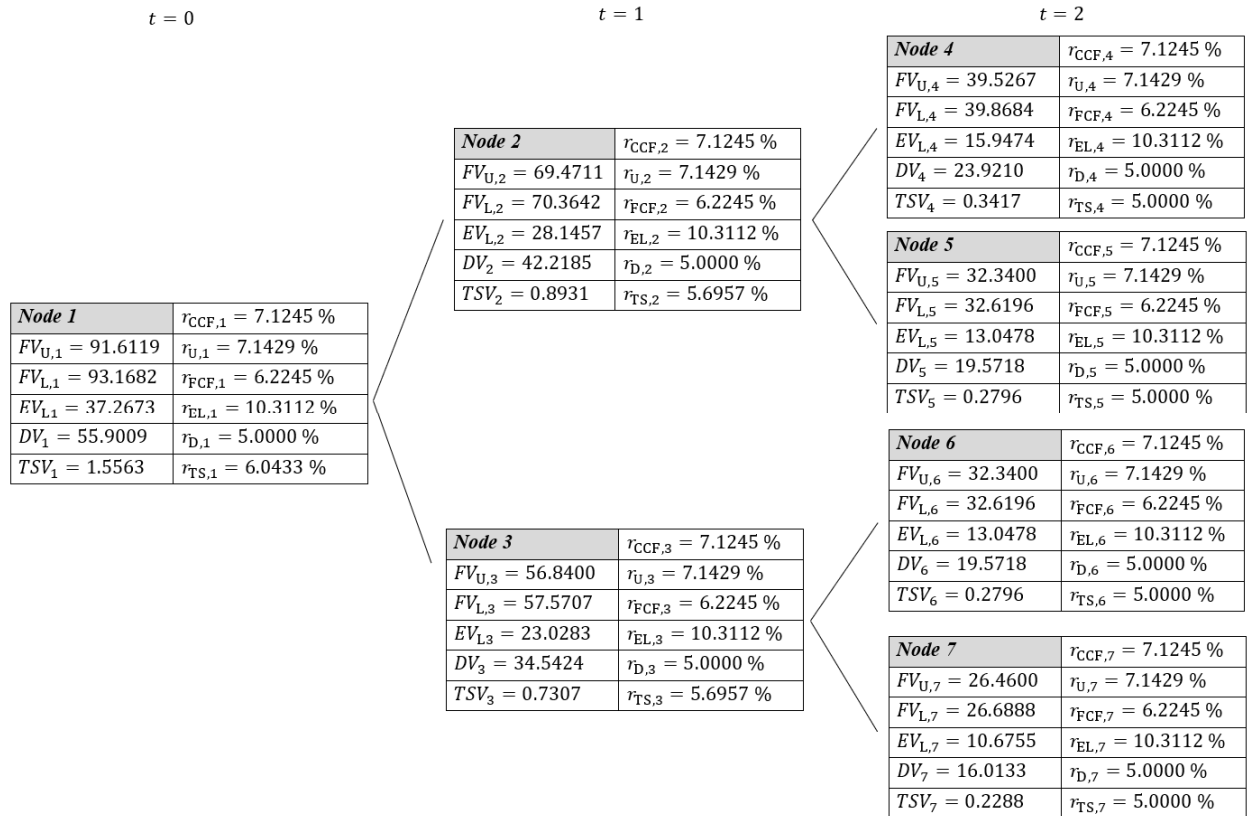 t = 0
t = 1
t = 2
Node 1 r_CCF,1 = 7.1245 %
FV_U,1 = 91.6119 r_U,1 = 7.1429 %
FV_L,1 = 93.1682 r_FCF,1 = 6.2245 %
EV_L1 = 37.2673 r_EL,1 = 10.3112 %
DV_1 = 55.9009 r_D,1 = 5.0000 %
TSV_1 = 1.5563 r_TS,1 = 6.0433 %
Node 2 r_CCF,2 = 7.1245 %
FV_U,2 = 69.4711 r_U,2 = 7.1429 %
FV_L,2 = 70.3642 r_FCF,2 = 6.2245 %
EV_L,2 = 28.1457 r_EL,2 = 10.3112 %
DV_2 = 42.2185 r_D,2 = 5.0000 %
TSV_2 = 0.8931 r_TS,2 = 5.6957 %
Node 3 r_CCF,3 = 7.1245 %
FV_U,3 = 56.8400 r_U,3 = 7.1429 %
FV_L,3 = 57.5707 r_FCF,3 = 6.2245 %
EV_L3 = 23.0283 r_EL,3 = 10.3112 %
DV_3 = 34.5424 r_D,3 = 5.0000 %
TSV_3 = 0.7307 r_TS,3 = 5.6957 %
Node 4 r_CCF,4 = 7.1245 %
FV_U,4 = 39.5267 r_U,4 = 7.1429 %
FV_L,4 = 39.8684 r_FCF,4 = 6.2245 %
EV_L,4 = 15.9474 r_EL,4 = 10.3112 %
DV_4 = 23.9210 r_D,4 = 5.0000 %
TSV_4 = 0.3417 r_TS,4 = 5.0000 %
Node 5 r_CCF,5 = 7.1245 %
FV_U,5 = 32.3400 r_U,5 = 7.1429 %
FV_L,5 = 32.6196 r_FCF,5 = 6.2245 %
EV_L,5 = 13.0478 r_EL,5 = 10.3112 %
DV_5 = 19.5718 r_D,5 = 5.0000 %
TSV_5 = 0.2796 r_TS,5 = 5.0000 %
Node 6 r_CCF,6 = 7.1245 %
FV_U,6 = 32.3400 r_U,6 = 7.1429 %
FV_L,6 = 32.6196 r_FCF,6 = 6.2245 %
EV_L,6 = 13.0478 r_EL,6 = 10.3112 %
DV_6 = 19.5718 r_D,6 = 5.0000 %
TSV_6 = 0.2796 r_TS,6 = 5.0000 %
Node 7 r_CCF,7 = 7.1245 %
FV_U,7 = 26.4600 r_U,7 = 7.1429 %
FV_L,7 = 26.6888 r_FCF,7 = 6.2245 %
EV_L,7 = 10.6755 r_EL,7 = 10.3112 %
DV_7 = 16.0133 r_D,7 = 5.0000 %
TSV_7 = 0.2288 r_TS,7 = 5.0000 %